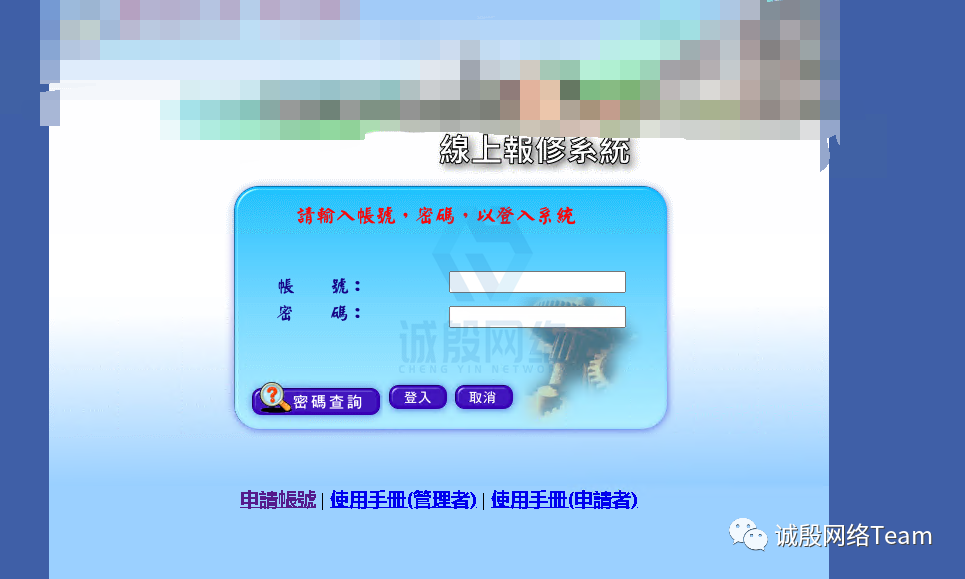 線上報修系統
請輸入帳號，密碼，以登入系統
帳 號：
密 碼：
诚殷网络
CHENG YIN NETWORK
密碼查詢 登入 取消
申請帳號 | 使用手冊(管理者) | 使用手冊(申請者)
诚殷网络Team